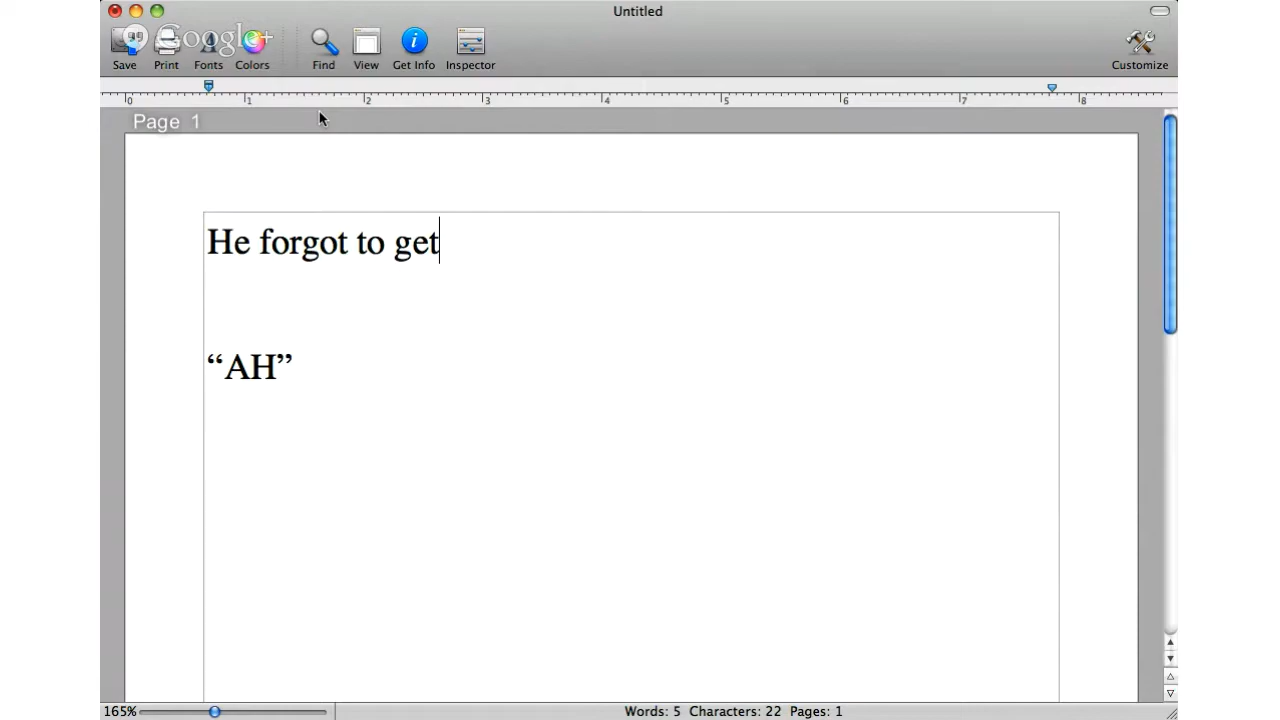 Untitled
Google+
Save Print Fonts Colors Find View Get Info Inspector Customize
0 1 2 3 4 5 6 7 8
Page 1
He forgot to get
“AH”
165% Words: 5 Characters: 22 Pages: 1